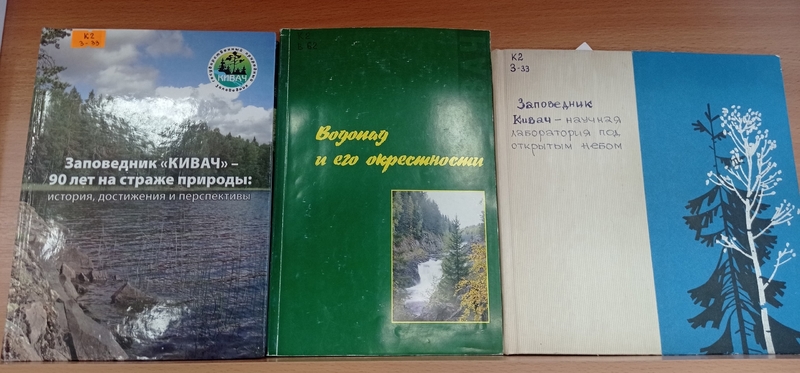 К2
З-33
КИВАЧ
Заповедник «КИВАЧ» –
90 лет на страже природы:
история, достижения и перспективы
Водопад
и его окрестности
К2
З-33
Заповедник
Кивач – научная
лаборатория под
открытым небом